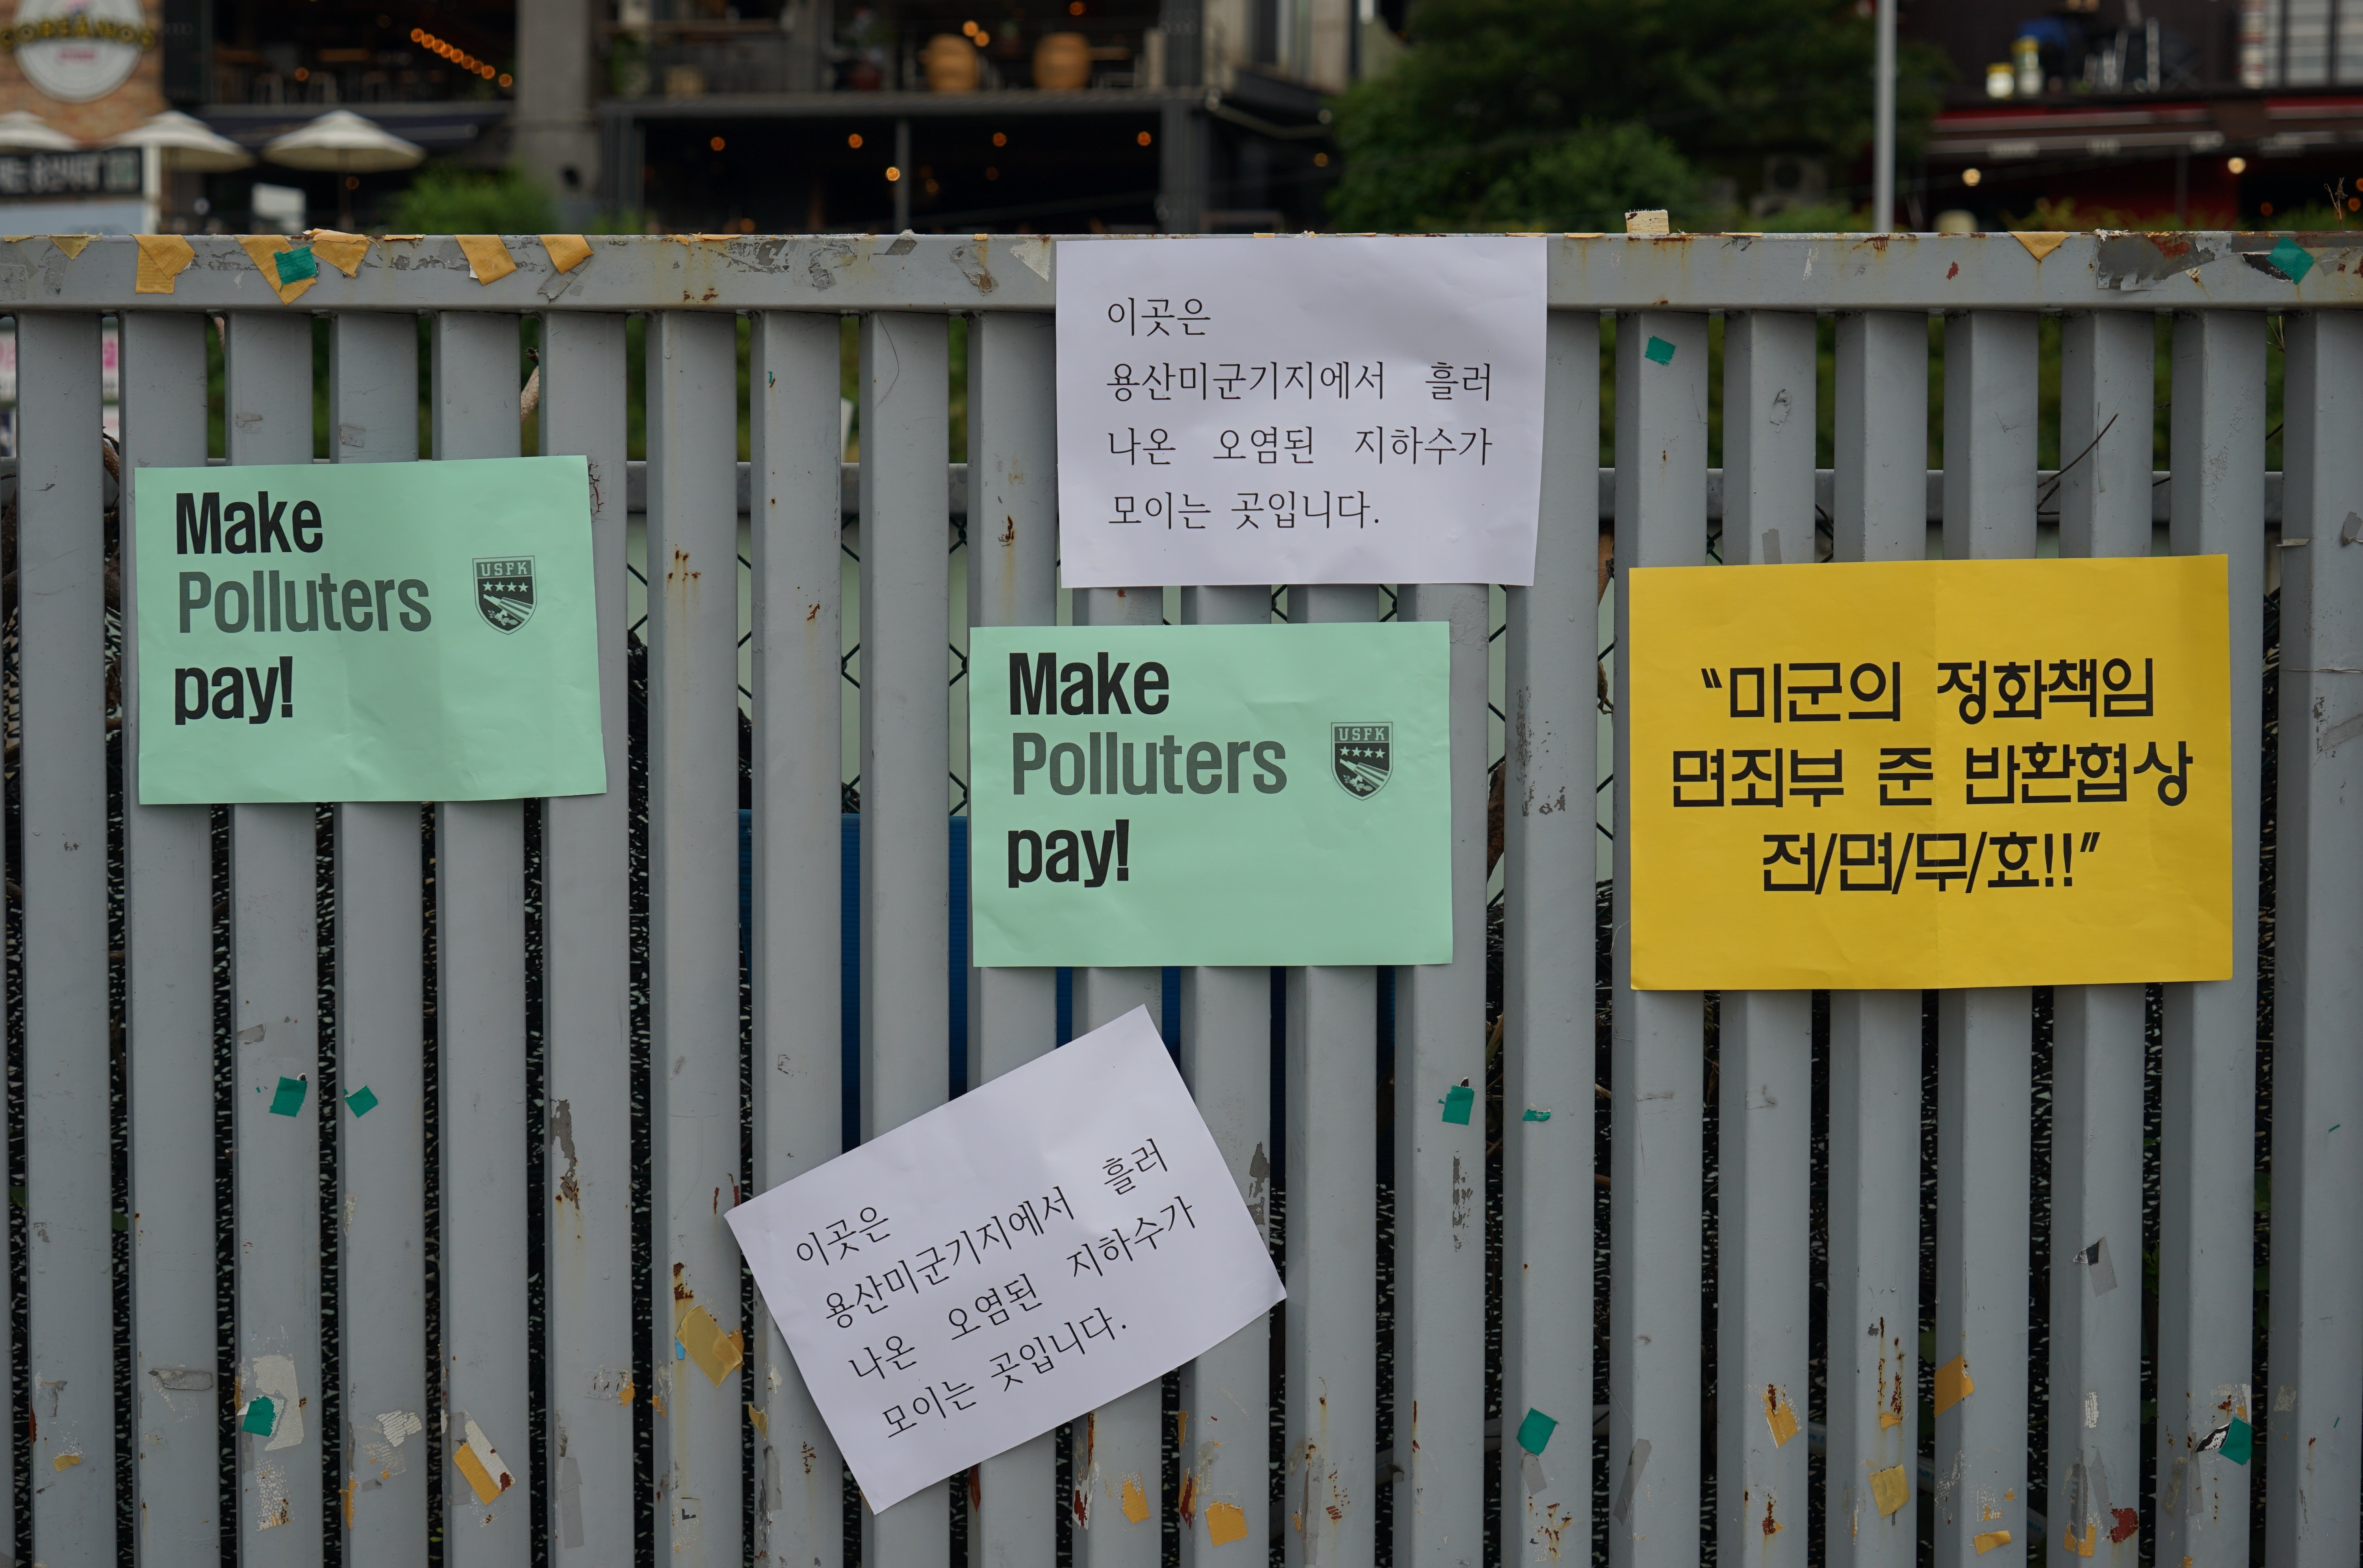 Make
Polluters
pay!
USFK
이곳은
용산미군기지에서 흘러
나온 오염된 지하수가
모이는 곳입니다.
Make
Polluters
pay!
USFK
"미군의 정화책임
면죄부 준 반환협상
전/면/무/효!!"
이곳은
용산미군기지에서 흘러
나온 오염된 지하수가
모이는 곳입니다.